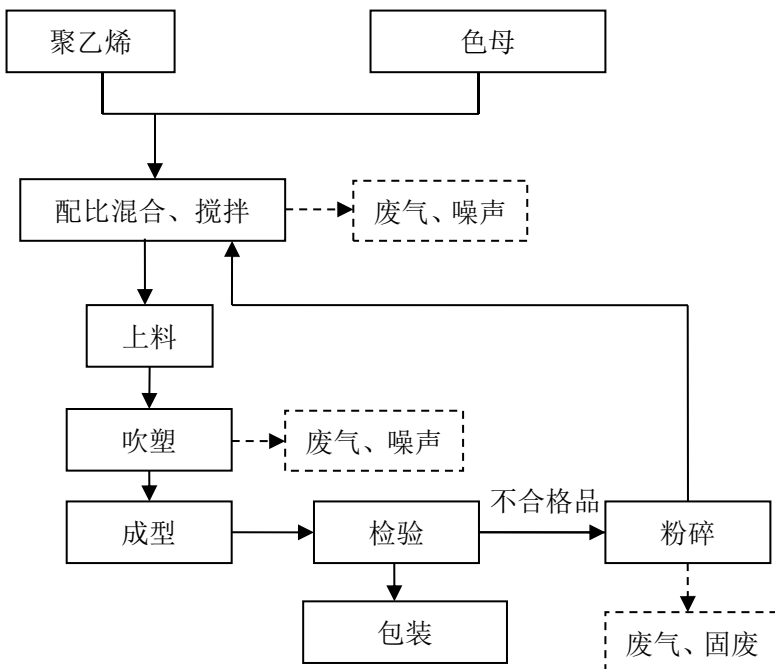 聚乙烯
色母
配比混合、搅拌
废气、噪声
上料
吹塑
废气、噪声
不合格品
成型
检验
粉碎
包装
废气、固废